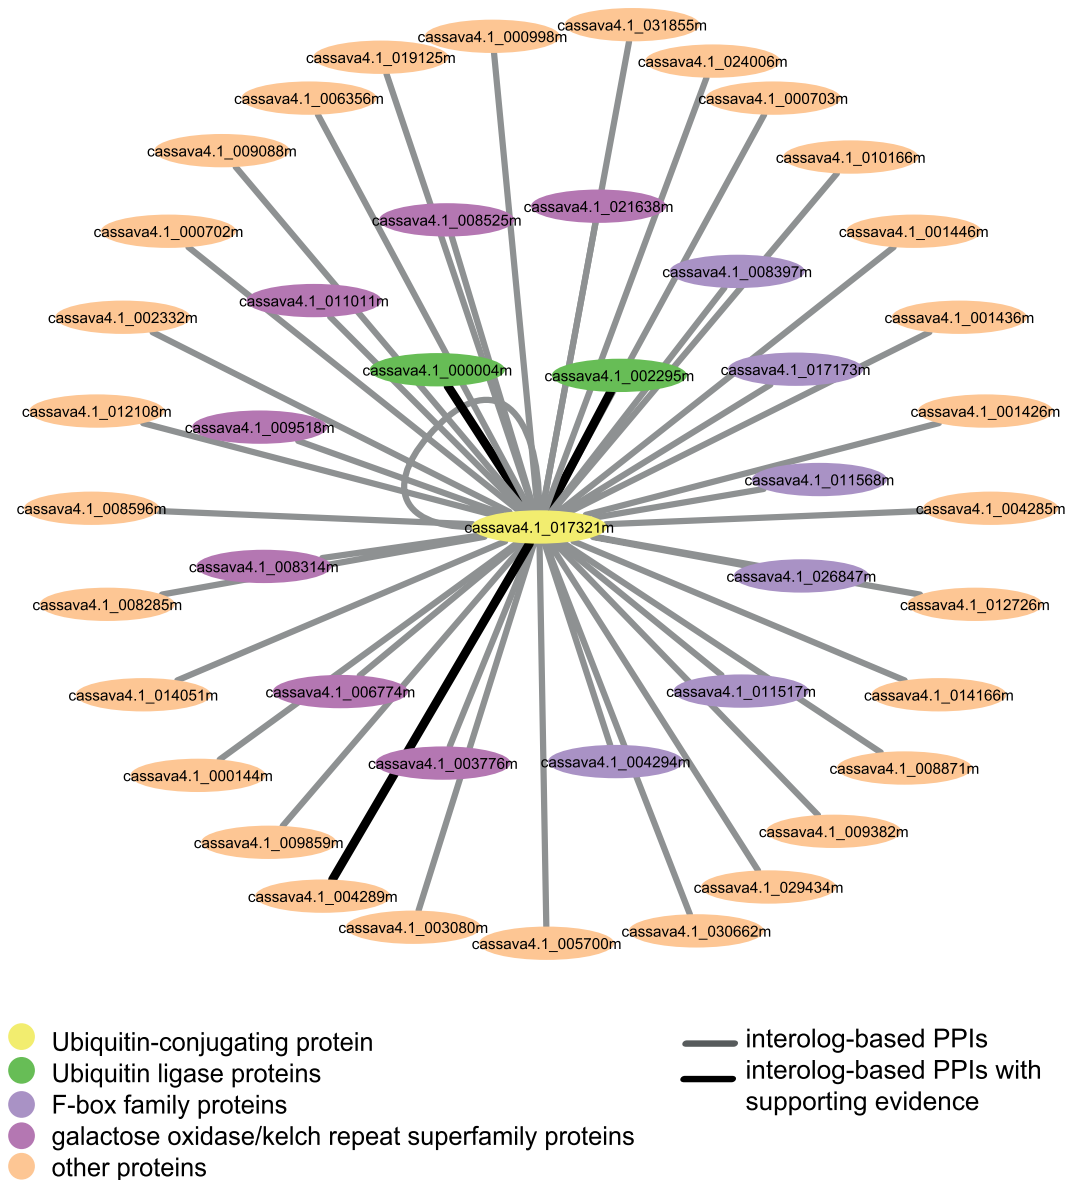 cassava4.1_031855m
cassava4.1_000998m
cassava4.1_019125m
cassava4.1_024006m
cassava4.1_006356m
cassava4.1_000703m
cassava4.1_009088m
cassava4.1_010166m
cassava4.1_021638m
cassava4.1_008525m
cassava4.1_000702m
cassava4.1_001446m
cassava4.1_008397m
cassava4.1_011011m
cassava4.1_002332m
cassava4.1_001436m
cassava4.1_000004m
cassava4.1_017173m
cassava4.1_002295m
cassava4.1_012108m
cassava4.1_001426m
cassava4.1_009518m
cassava4.1_011568m
cassava4.1_008596m
cassava4.1_004285m
cassava4.1_017321m
cassava4.1_008314m
cassava4.1_026847m
cassava4.1_008285m
cassava4.1_012726m
cassava4.1_006774m
cassava4.1_011517m
cassava4.1_014051m
cassava4.1_014166m
cassava4.1_004294m
cassava4.1_003776m
cassava4.1_008871m
cassava4.1_000144m
cassava4.1_009382m
cassava4.1_009859m
cassava4.1_029434m
cassava4.1_004289m
cassava4.1_003080m
cassava4.1_030662m
cassava4.1_005700m
Ubiquitin-conjugating protein
Ubiquitin ligase proteins
F-box family proteins
galactose oxidase/kelch repeat superfamily proteins
other proteins
interolog-based PPIs
interolog-based PPIs with
supporting evidence